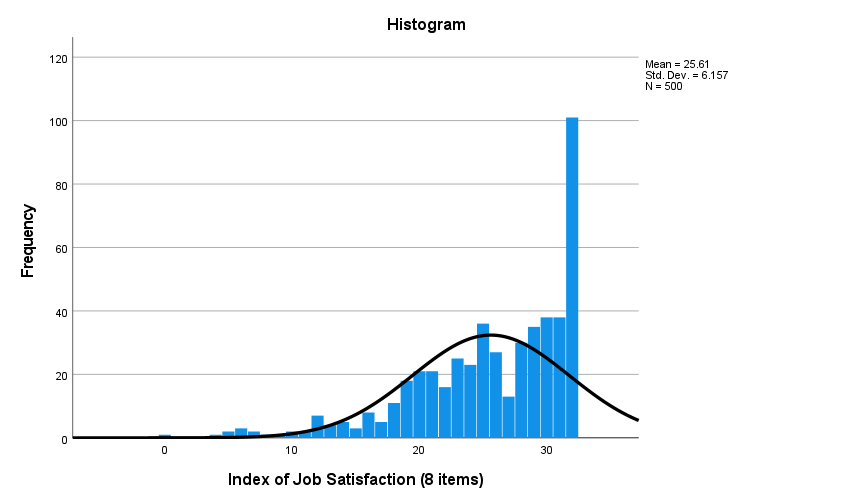 Histogram
120
100
80
60
40
20
0
Frequency
0 10 20 30
Index of Job Satisfaction (8 items)
Mean = 25.61
Std. Dev. = 6.157
N = 500